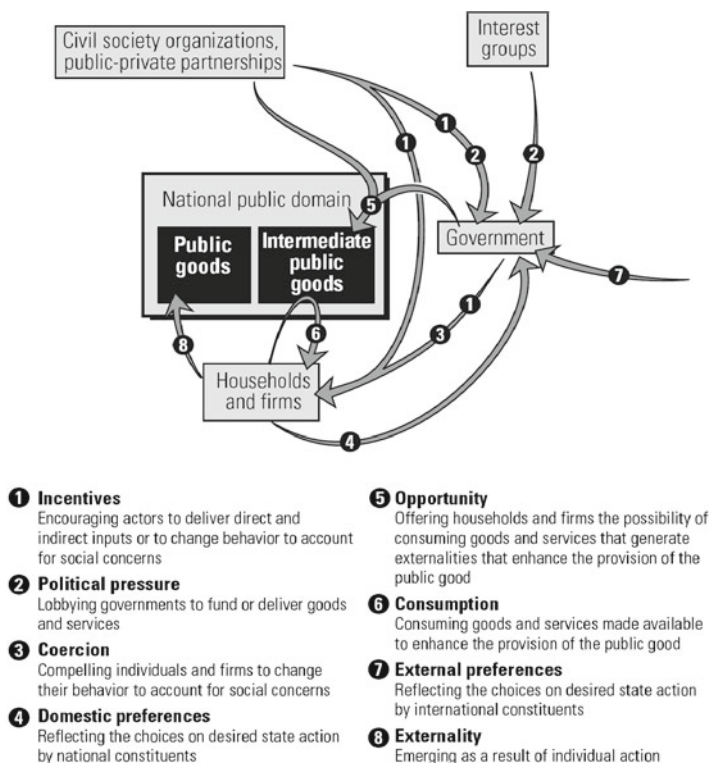 Civil society organizations,
public-private partnerships
Interest
groups
1
1
2
2
National public domain
5
Public
goods
Intermediate
public
goods
Government
7
1
6
3
8
Households
and firms
4
1 Incentives
Encouraging actors to deliver direct and
indirect inputs or to change behavior to account
for social concerns
2 Political pressure
Lobbying governments to fund or deliver goods
and services
3 Coercion
Compelling individuals and firms to change
their behavior to account for social concerns
4 Domestic preferences
Reflecting the choices on desired state action
by national constituents
5 Opportunity
Offering households and firms the possibility of
consuming goods and services that generate
externalities that enhance the provision of the
public good
6 Consumption
Consuming goods and services made available
to enhance the provision of the public good
7 External preferences
Reflecting the choices on desired state action
by international constituents
8 Externality
Emerging as a result of individual action